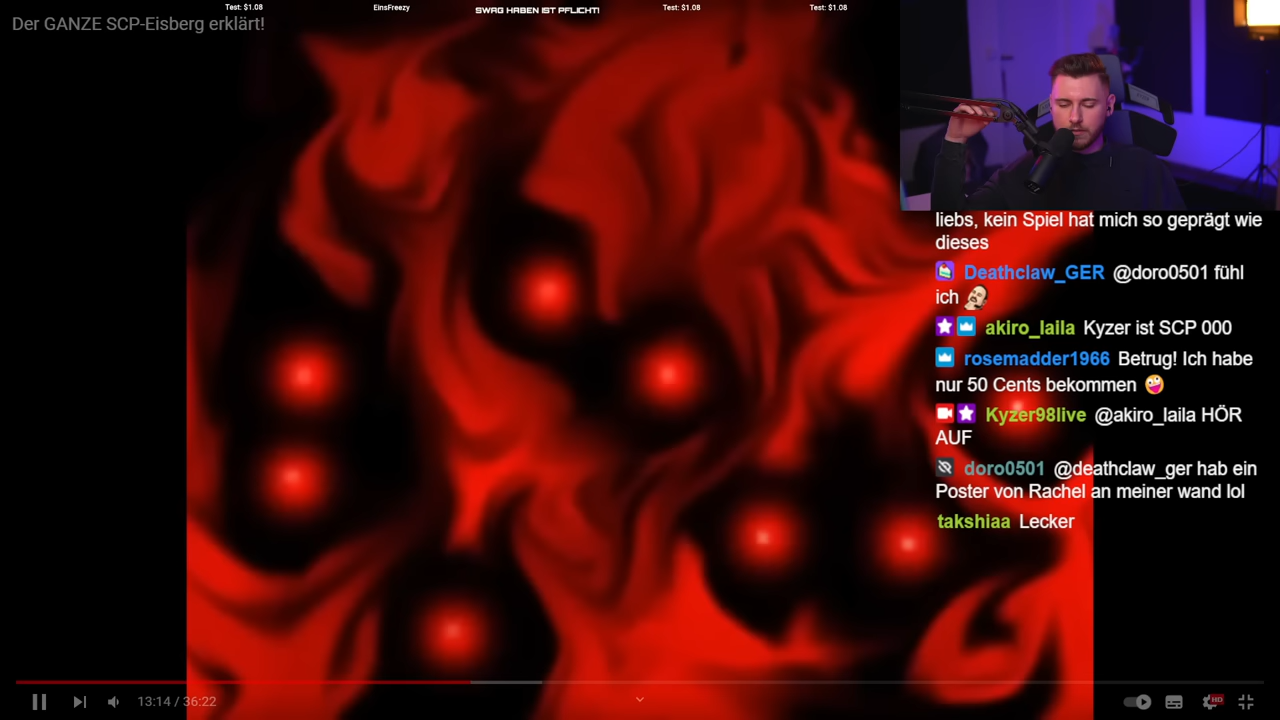 Test: $1.08
EinsFreezy
SWAG HABEN IST PFLICHT!
Test: $1.08
Test: $1.08
Der GANZE SCP-Eisberg erklärt!
liebs, kein Spiel hat mich so geprägt wie
dieses
Deathclaw_GER @doro0501 fühl
ich
akiro_laila Kyzer ist SCP 000
rosemadder1966 Betrug! Ich habe
nur 50 Cents bekommen 🤪
Kyzer98live @akiro_laila HÖR
AUF
doro0501 @deathclaw_ger hab ein
Poster von Rachel an meiner wand lol
takshiaa Lecker
13:14 / 36:22
HD